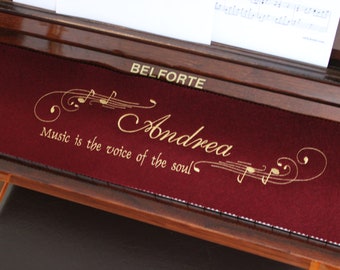 BELFORTE
Andrea
Music is the voice of the soul